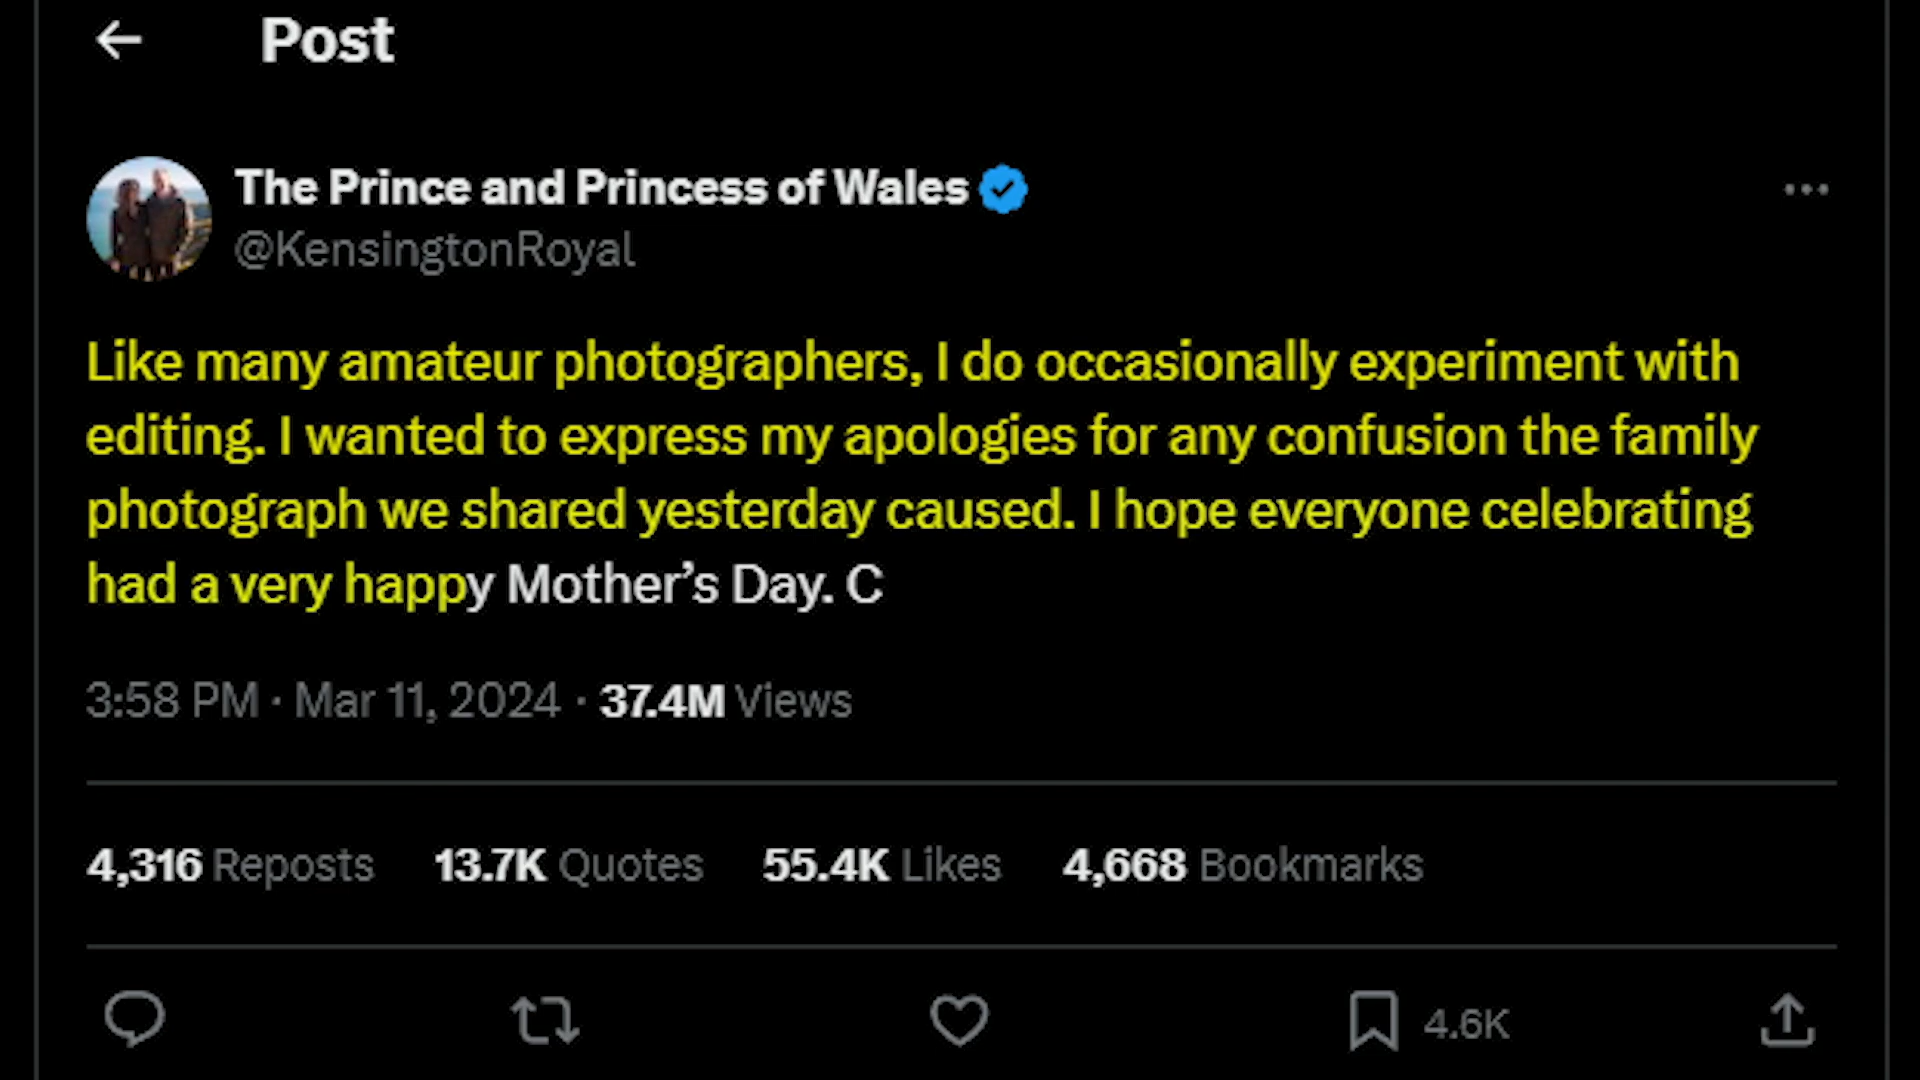 Post
The Prince and Princess of Wales
@KensingtonRoyal
Like many amateur photographers, I do occasionally experiment with
editing. I wanted to express my apologies for any confusion the family
photograph we shared yesterday caused. I hope everyone celebrating
had a very happy Mother’s Day. C
3:58 PM · Mar 11, 2024 · 37.4M Views
4,316 Reposts 13.7K Quotes 55.4K Likes 4,668 Bookmarks
4.6K